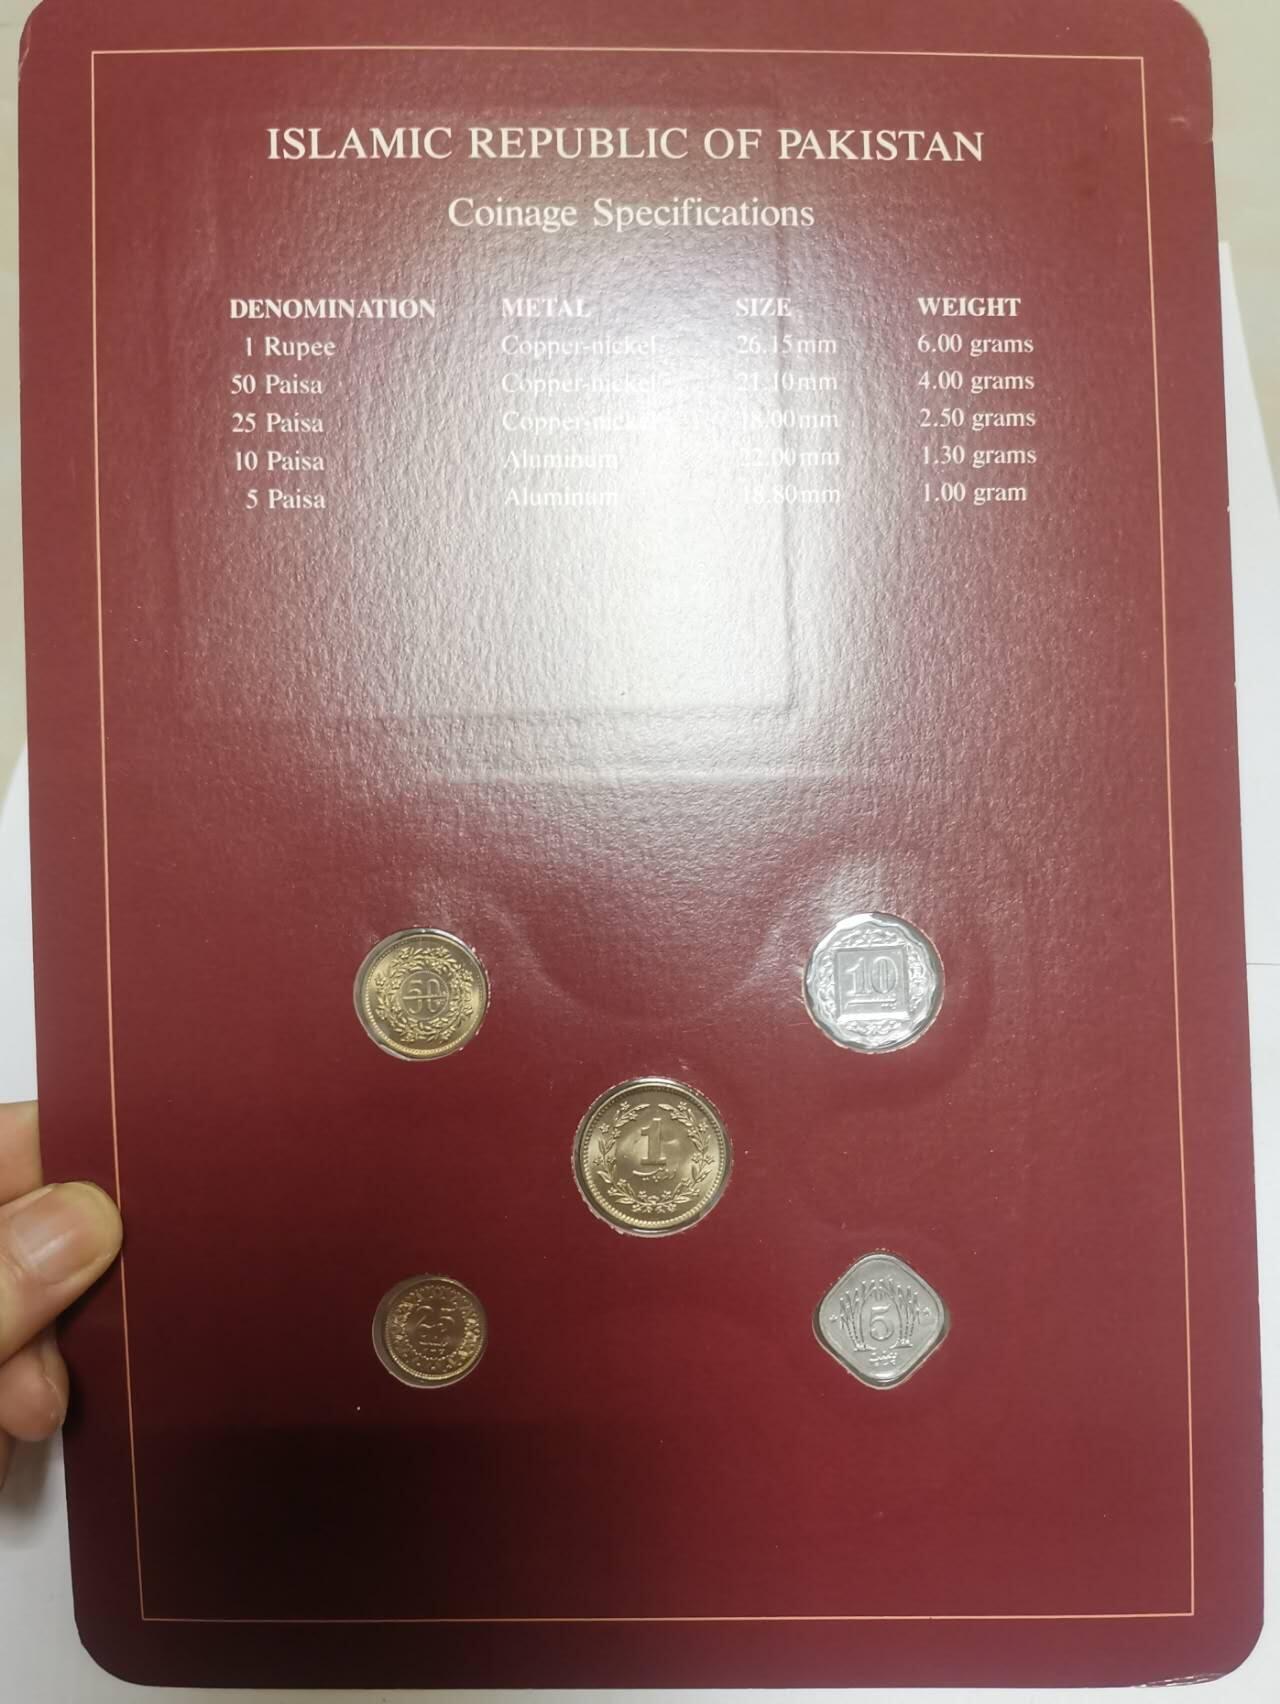 ISLAMIC REPUBLIC OF PAKISTAN
Coinage Specifications
DENOMINATION METAL SIZE WEIGHT
1 Rupee Copper-nickel 26.15mm 6.00 grams
50 Paisa Copper-nickel 21.10mm 4.00 grams
25 Paisa Copper-nickel 18.00mm 2.50 grams
10 Paisa Aluminum 22.00mm 1.30 grams
5 Paisa Aluminum 18.80mm 1.00 gram
50
10
1
25
5